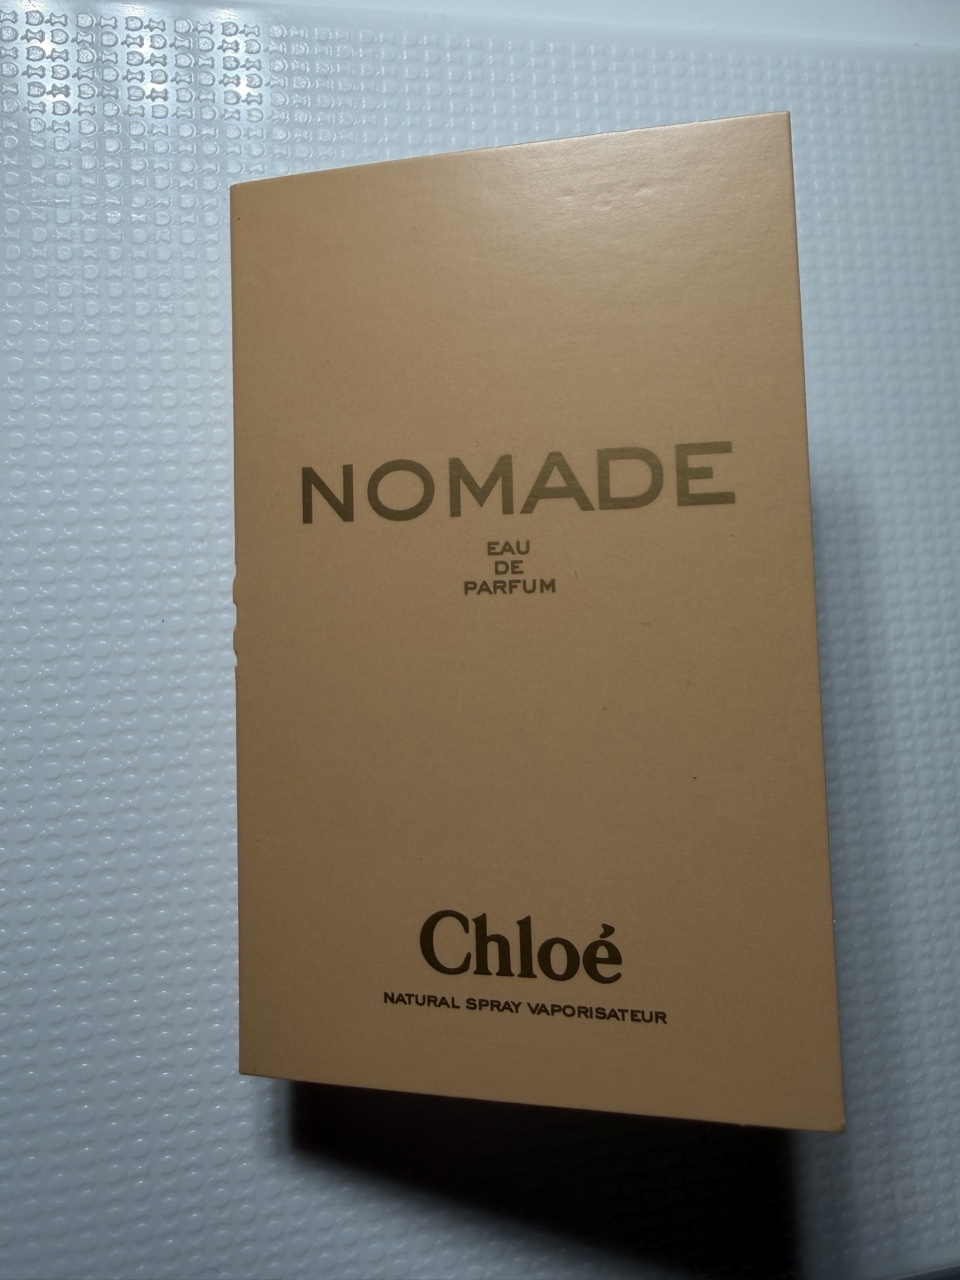 NOMADE
EAU
DE
PARFUM
Chloé
NATURAL SPRAY VAPORISATEUR